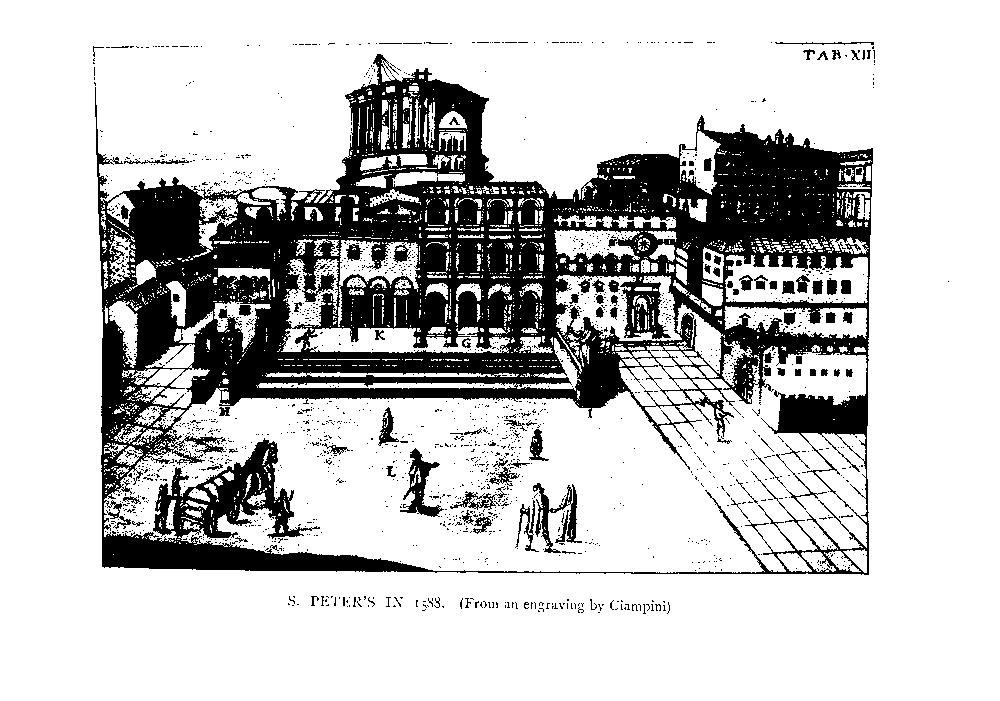 TAB·XII
A
F
K
G
H
I
L
S. PETER'S IN 1588. (From an engraving by Ciampini)